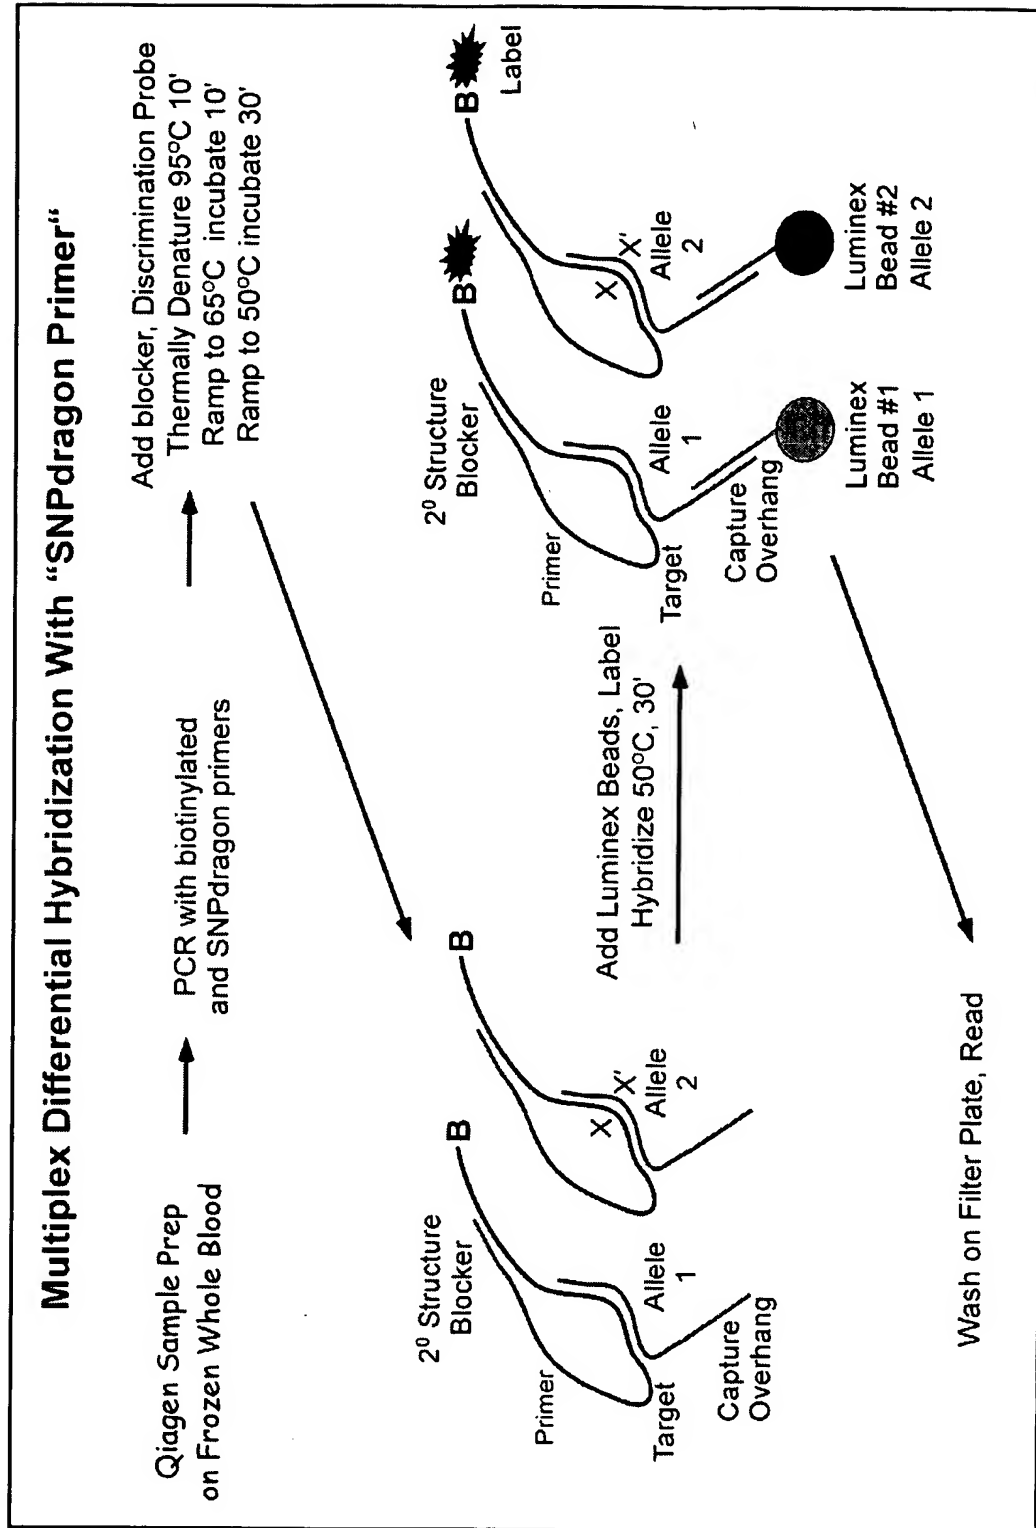 Multiplex Differential Hybridization With “SNPdragon Primer“
Qiagen Sample Prep
on Frozen Whole Blood
PCR with biotinylated
and SNPdragon primers
Add blocker, Discrimination Probe
Thermally Denature 95°C 10'
Ramp to 65°C incubate 10'
Ramp to 50°C incubate 30'
2⁰ Structure
Blocker
Primer
Target
Capture
Overhang
Allele
1
B
X
X'
Allele
2
B
Add Luminex Beads, Label
Hybridize 50°C, 30'
2⁰ Structure
Blocker
Primer
Target
Capture
Overhang
Allele
1
B
Luminex
Bead #1
Allele 1
X
X'
Allele
2
B
Label
Luminex
Bead #2
Allele 2
Wash on Filter Plate, Read